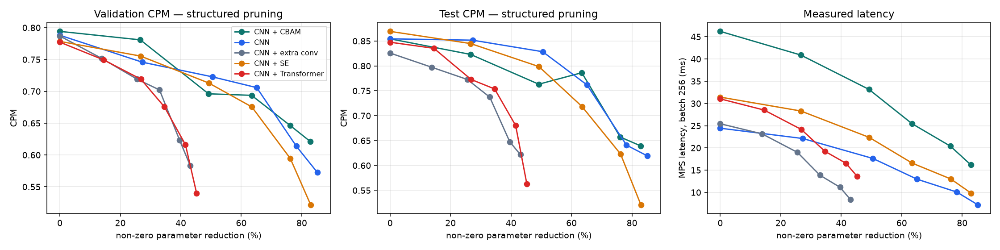 Validation CPM — structured pruning
CPM
0.80
0.75
0.70
0.65
0.60
0.55
0
20
40
60
80
non-zero parameter reduction (%)
CNN + CBAM
CNN
CNN + extra conv
CNN + SE
CNN + Transformer
Test CPM — structured pruning
CPM
0.85
0.80
0.75
0.70
0.65
0.60
0.55
0
20
40
60
80
non-zero parameter reduction (%)
Measured latency
MPS latency, batch 256 (ms)
45
40
35
30
25
20
15
10
0
20
40
60
80
non-zero parameter reduction (%)